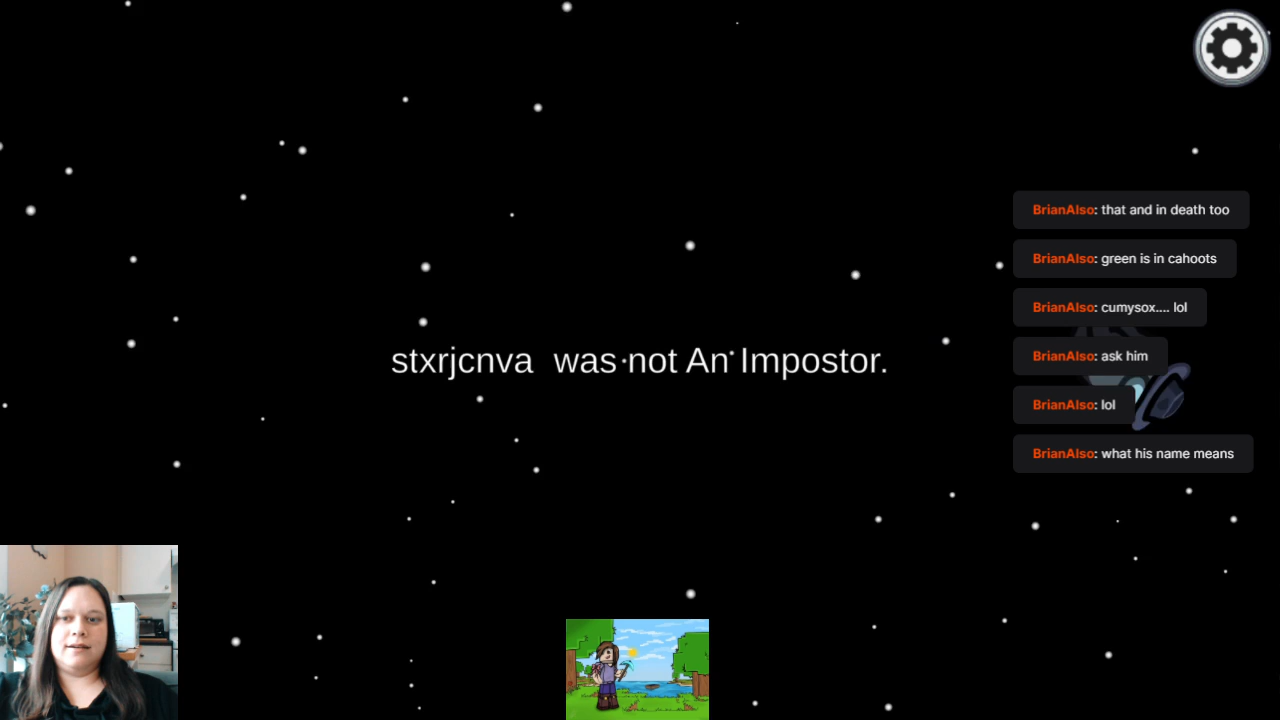 BrianAlso: that and in death too
BrianAlso: green is in cahoots
BrianAlso: cumysox.... lol
BrianAlso: ask him
stxrjcnva was not An Impostor.
BrianAlso: lol
BrianAlso: what his name means